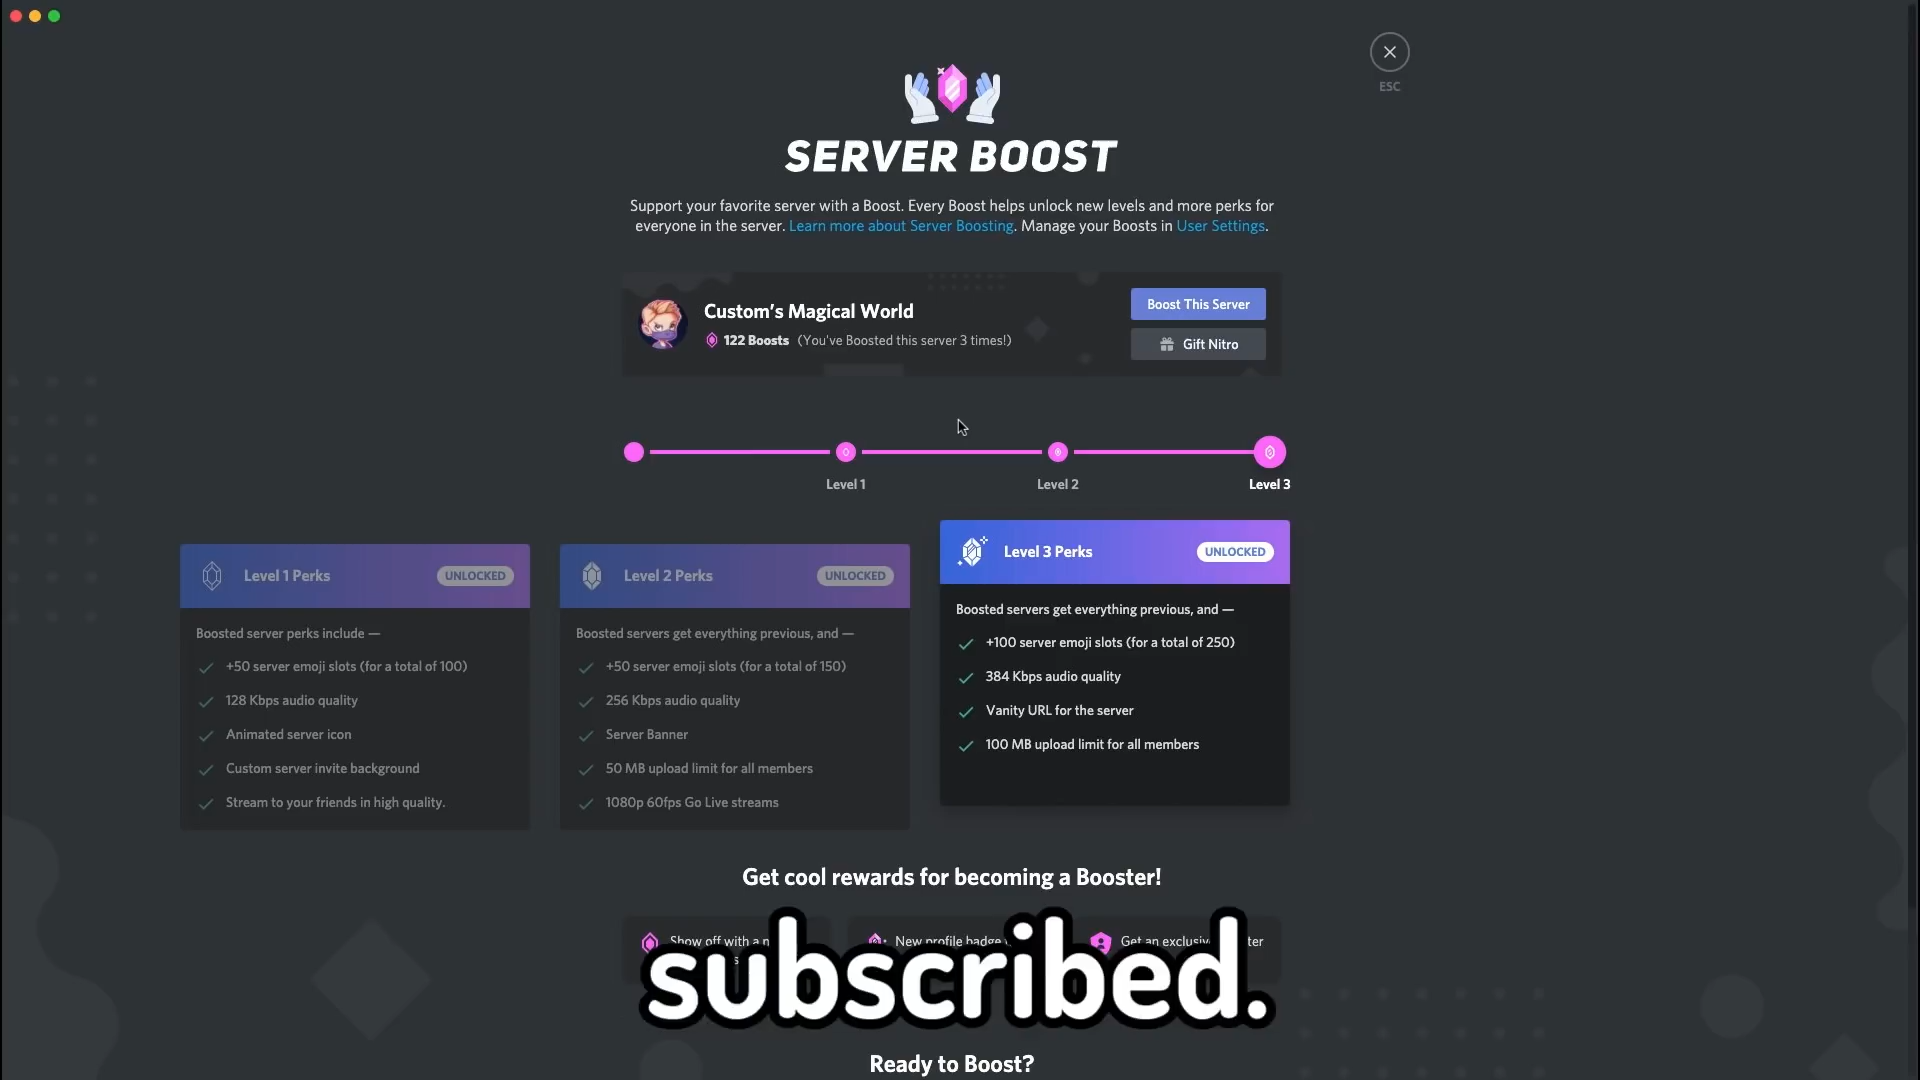 ESC
SERVER BOOST
Support your favorite server with a Boost. Every Boost helps unlock new levels and more perks for
everyone in the server. Learn more about Server Boosting. Manage your Boosts in User Settings.
Custom's Magical World
122 Boosts (You've Boosted this server 3 times!)
Boost This Server
Gift Nitro
Level 1
Level 2
Level 3
Level 1 Perks UNLOCKED
Boosted server perks include —
+50 server emoji slots (for a total of 100)
128 Kbps audio quality
Animated server icon
Custom server invite background
Stream to your friends in high quality.
Level 2 Perks UNLOCKED
Boosted servers get everything previous, and —
+50 server emoji slots (for a total of 150)
256 Kbps audio quality
Server Banner
50 MB upload limit for all members
1080p 60fps Go Live streams
Level 3 Perks UNLOCKED
Boosted servers get everything previous, and —
+100 server emoji slots (for a total of 250)
384 Kbps audio quality
Vanity URL for the server
100 MB upload limit for all members
Get cool rewards for becoming a Booster!
Show off with a
New profile badge
Get an
subscribed.
Ready to Boost?